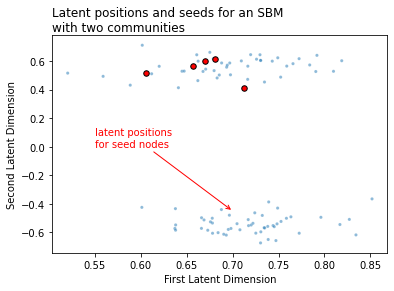 Latent positions and seeds for an SBM
with two communities
Second Latent Dimension
0.6
0.4
0.2
0.0
−0.2
−0.4
−0.6
latent positions
for seed nodes
0.55
0.60
0.65
0.70
0.75
0.80
0.85
First Latent Dimension